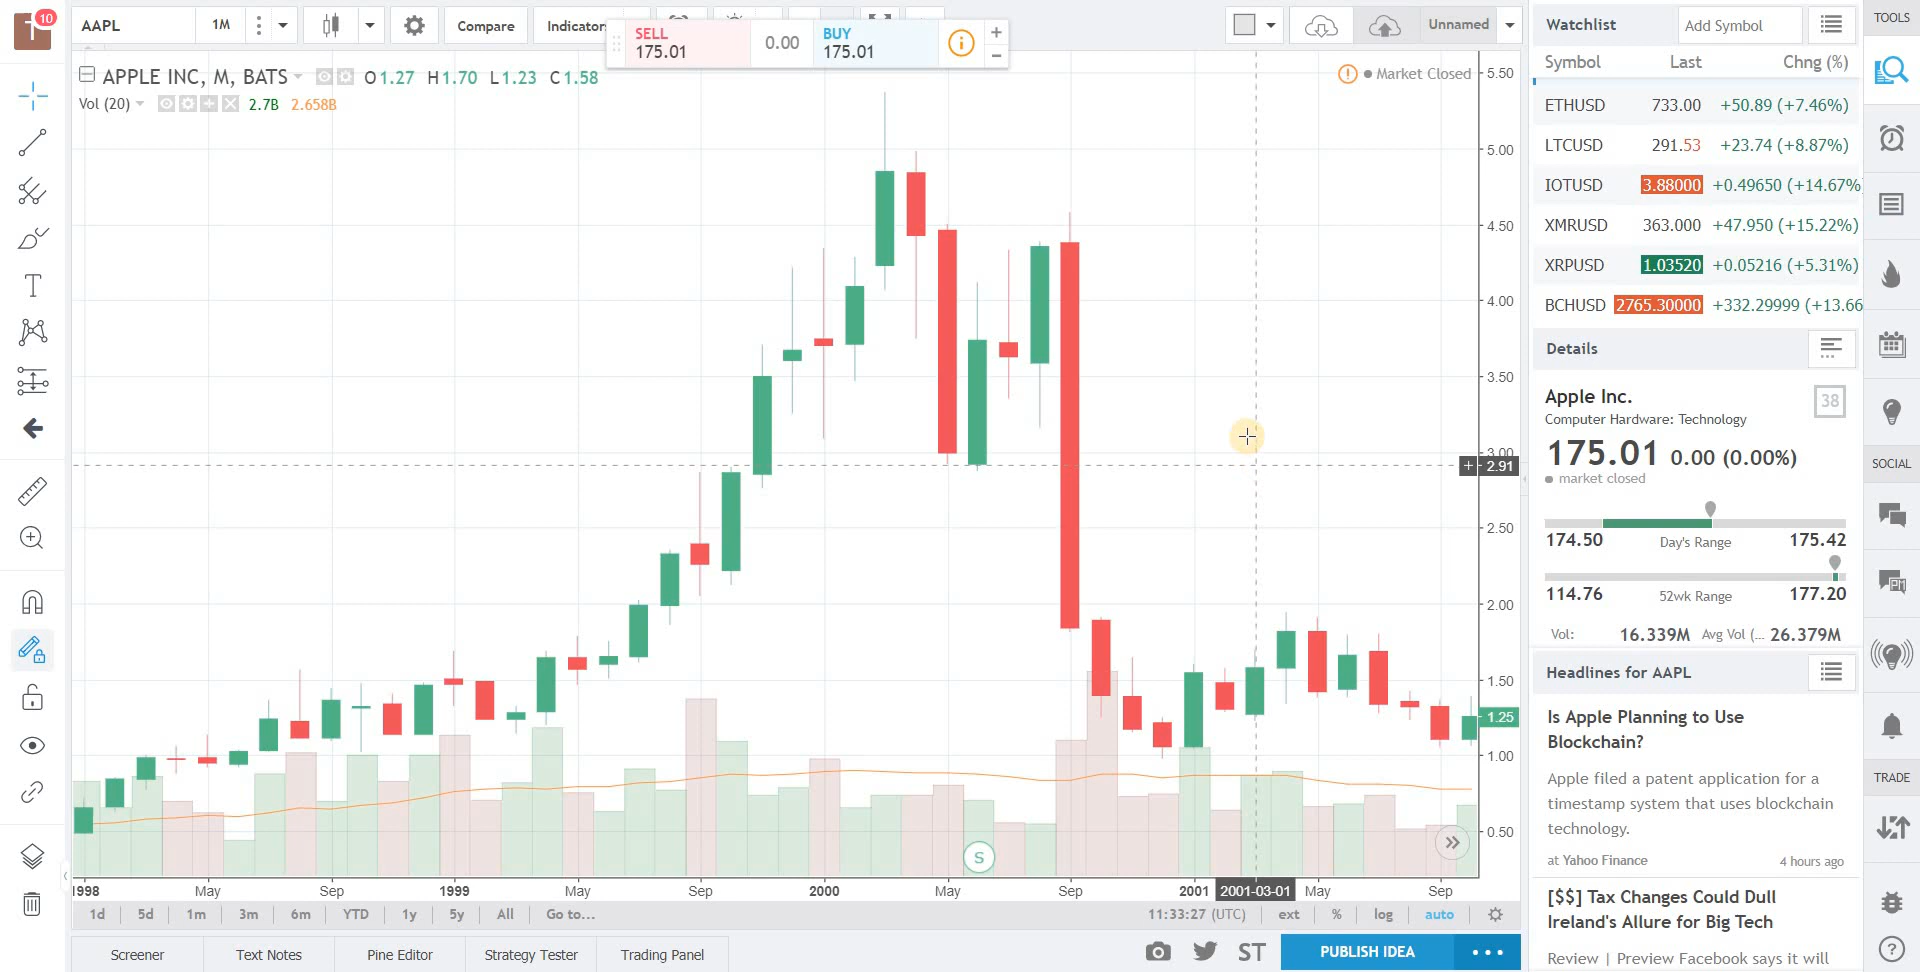 10
AAPL
1M
Compare
Indicator
SELL
175.01
0.00
BUY
175.01
i
Unnamed
APPLE INC, M, BATS
O1.27 H1.70 L1.23 C1.58
Vol (20)
2.7B 2.658B
Market Closed
5.50
5.00
4.50
4.00
3.50
3.00
2.91
2.50
2.00
1.50
1.25
1.00
0.50
S
1998 May Sep 1999 May Sep 2000 May Sep 2001 2001-03-01 May Sep
1d 5d 1m 3m 6m YTD 1y 5y All Go to...
11:33:27 (UTC) ext % log auto
Screener
Text Notes
Pine Editor
Strategy Tester
Trading Panel
ST
PUBLISH IDEA
Watchlist
Add Symbol
Symbol Last Chng (%)
ETHUSD 733.00 +50.89 (+7.46%)
LTCUSD 291.53 +23.74 (+8.87%)
IOTUSD 3.88000 +0.49650 (+14.67%
XMRUSD 363.000 +47.950 (+15.22%)
XRPUSD 1.03520 +0.05216 (+5.31%)
BCHUSD 2765.30000 +332.29999 (+13.66
Details
Apple Inc.
38
Computer Hardware: Technology
175.01 0.00 (0.00%)
market closed
174.50 Day's Range 175.42
114.76 52wk Range 177.20
Vol: 16.339M Avg Vol (... 26.379M
Headlines for AAPL
Is Apple Planning to Use
Blockchain?
Apple filed a patent application for a
timestamp system that uses blockchain
technology.
at Yahoo Finance 4 hours ago
[$$] Tax Changes Could Dull
Ireland's Allure for Big Tech
Review | Preview Facebook says it will
TOOLS
SOCIAL
PM
TRADE
?